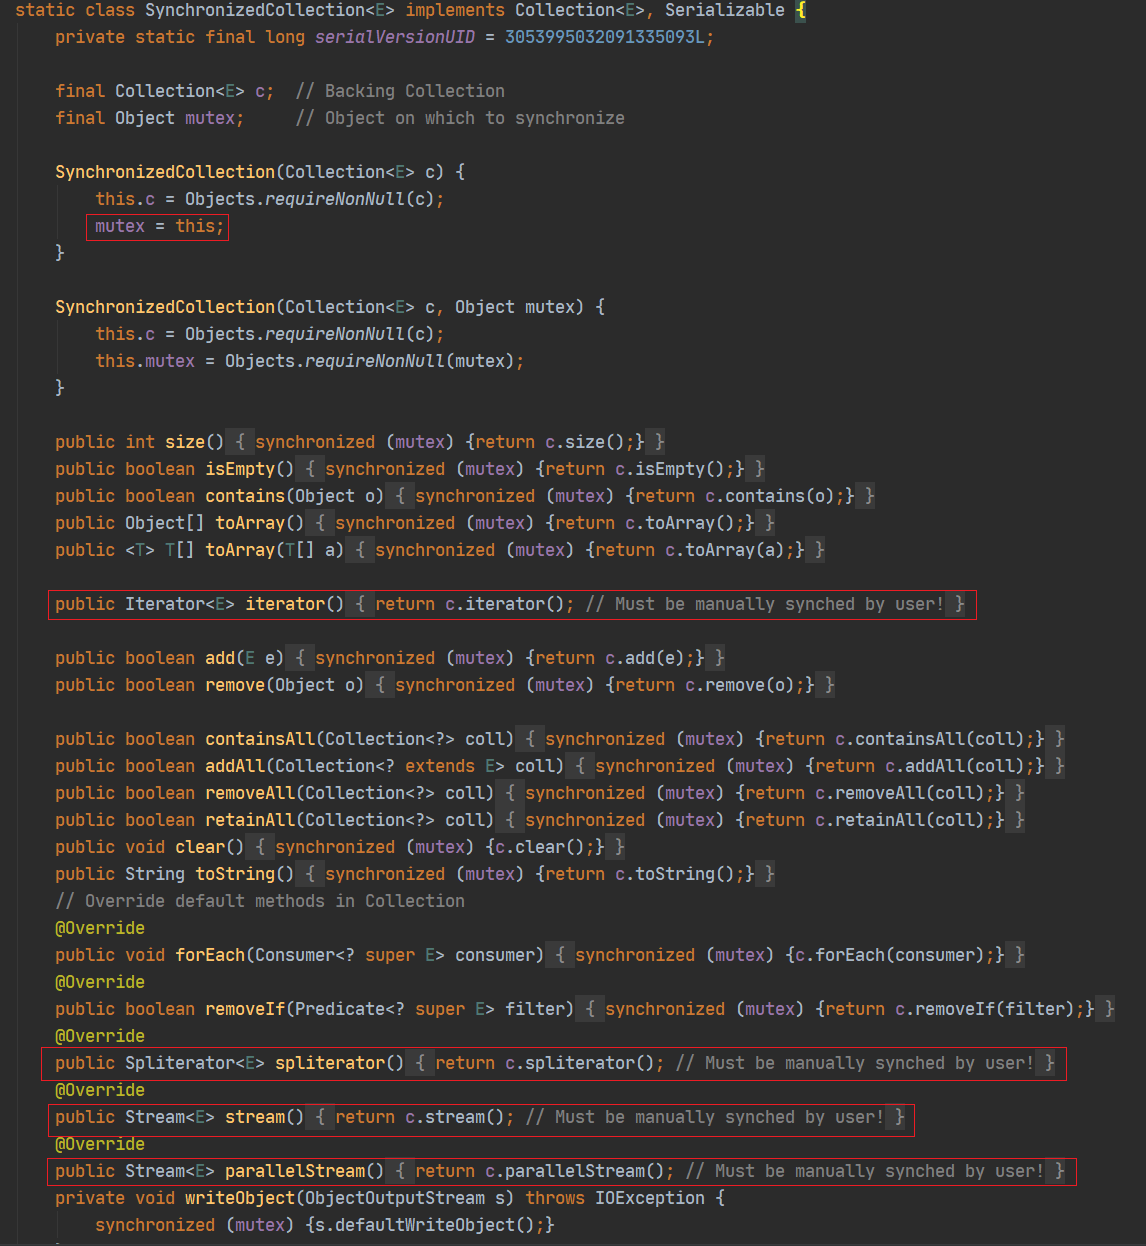 static class SynchronizedCollection<E> implements Collection<E>, Serializable {
private static final long serialVersionUID = 3053995032091335093L;
final Collection<E> c;  // Backing Collection
final Object mutex;     // Object on which to synchronize
SynchronizedCollection(Collection<E> c) {
this.c = Objects.requireNonNull(c);
mutex = this;
}
SynchronizedCollection(Collection<E> c, Object mutex) {
this.c = Objects.requireNonNull(c);
this.mutex = Objects.requireNonNull(mutex);
}
public int size() { synchronized (mutex) {return c.size();} }
public boolean isEmpty() { synchronized (mutex) {return c.isEmpty();} }
public boolean contains(Object o) { synchronized (mutex) {return c.contains(o);} }
public Object[] toArray() { synchronized (mutex) {return c.toArray();} }
public <T> T[] toArray(T[] a) { synchronized (mutex) {return c.toArray(a);} }
public Iterator<E> iterator() { return c.iterator(); // Must be manually synched by user! }
public boolean add(E e) { synchronized (mutex) {return c.add(e);} }
public boolean remove(Object o) { synchronized (mutex) {return c.remove(o);} }
public boolean containsAll(Collection<?> coll) { synchronized (mutex) {return c.containsAll(coll);} }
public boolean addAll(Collection<? extends E> coll) { synchronized (mutex) {return c.addAll(coll);} }
public boolean removeAll(Collection<?> coll) { synchronized (mutex) {return c.removeAll(coll);} }
public boolean retainAll(Collection<?> coll) { synchronized (mutex) {return c.retainAll(coll);} }
public void clear() { synchronized (mutex) {c.clear();} }
public String toString() { synchronized (mutex) {return c.toString();} }
// Override default methods in Collection
@Override
public void forEach(Consumer<? super E> consumer) { synchronized (mutex) {c.forEach(consumer);} }
@Override
public boolean removeIf(Predicate<? super E> filter) { synchronized (mutex) {return c.removeIf(filter);} }
@Override
public Spliterator<E> spliterator() { return c.spliterator(); // Must be manually synched by user! }
@Override
public Stream<E> stream() { return c.stream(); // Must be manually synched by user! }
@Override
public Stream<E> parallelStream() { return c.parallelStream(); // Must be manually synched by user! }
private void writeObject(ObjectOutputStream s) throws IOException {
synchronized (mutex) {s.defaultWriteObject();}